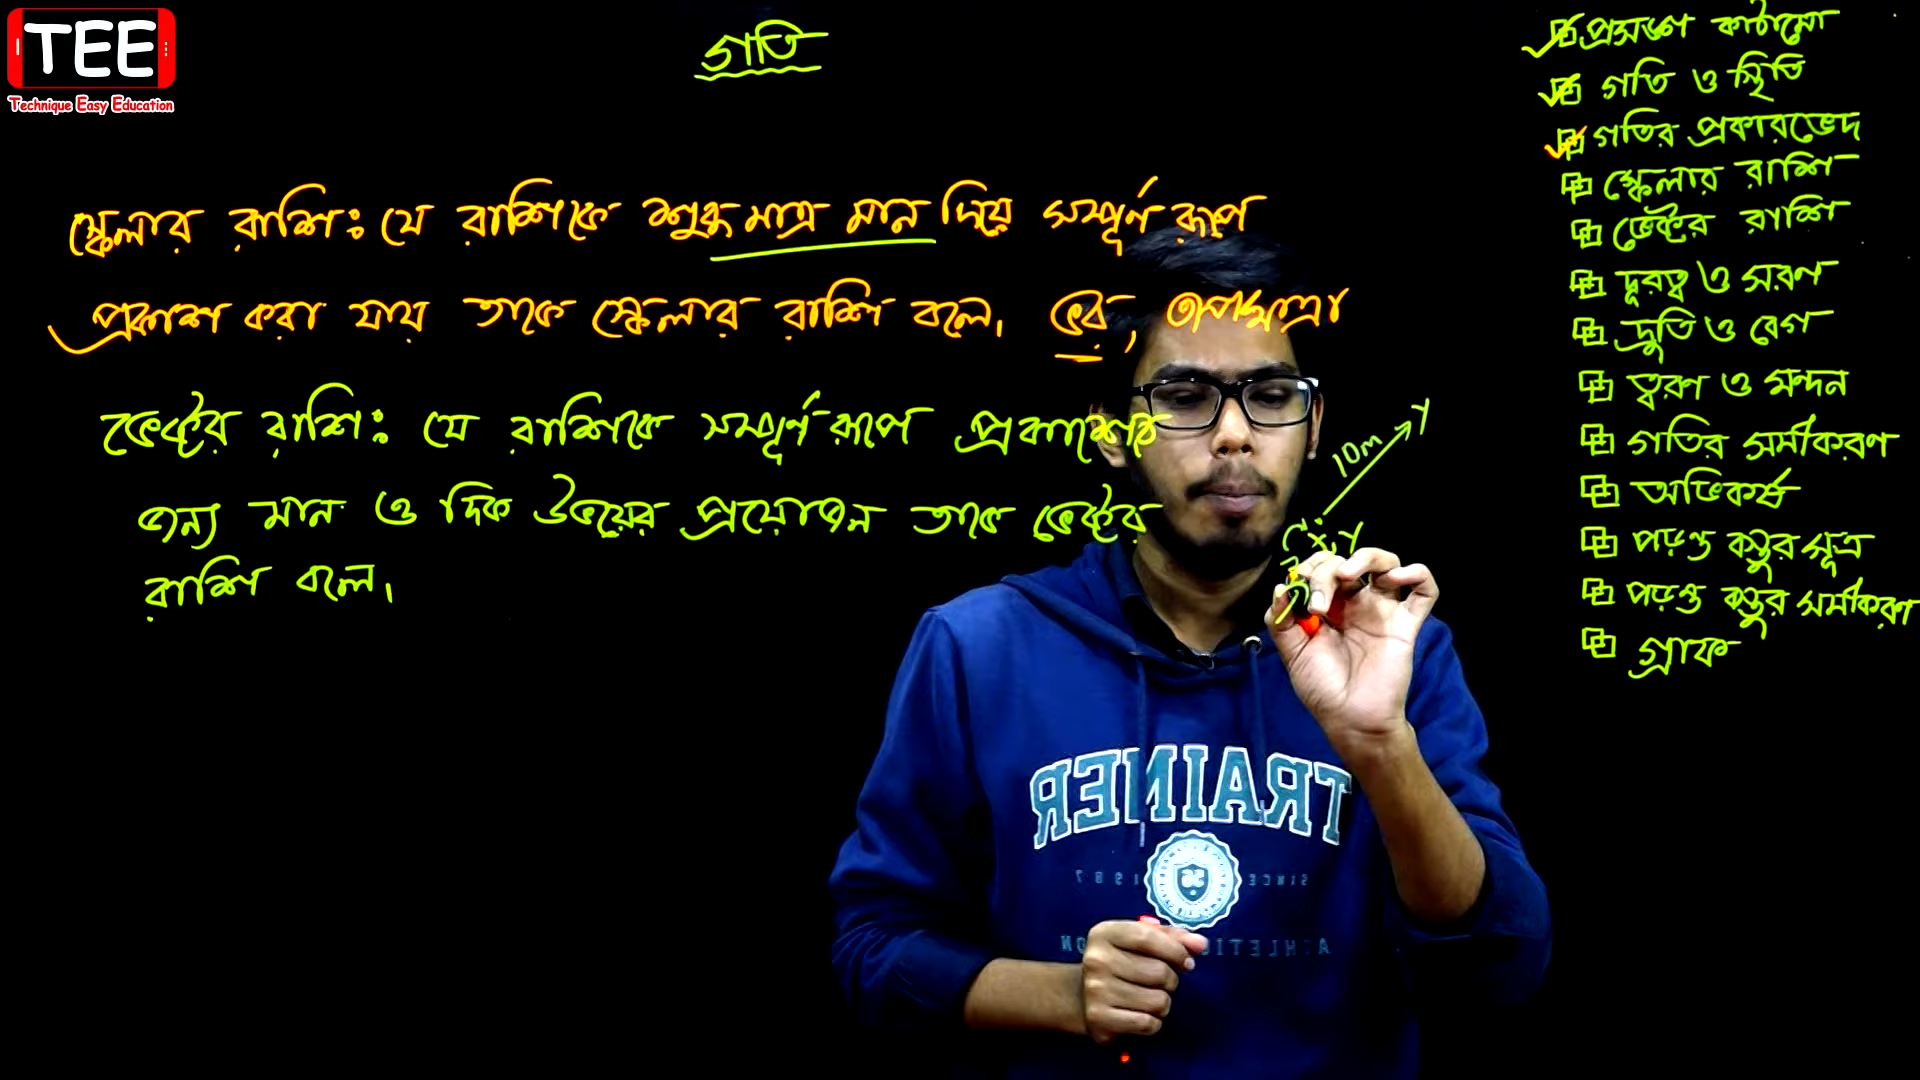 TEE
Technique Easy Education
গতি
স্কেলার রাশি: যে রাশিকে শুধুমাত্র মান দিয়ে সম্পূর্ণ রূপে
প্রকাশ করা যায় তাকে স্কেলার রাশি বলে। ভর, তাপমাত্রা
ভেক্টর রাশি: যে রাশিকে সম্পূর্ণ রূপে প্রকাশের
জন্য মান ও দিক উভয়ের প্রয়োজন তাকে ভেক্টর
রাশি বলে।
10m Y
X, Y
প্রসঙ্গ কাঠামো
গতি ও স্থিতি
গতির প্রকারভেদ
স্কেলার রাশি
ভেক্টর রাশি
দূরত্ব ও সরণ
দ্রুতি ও বেগ
ত্বরণ ও মন্দন
গতির সমীকরণ
অভিকর্ষ
পড়ন্ত বস্তুর সূত্র
পড়ন্ত বস্তুর সমীকরণ
গ্রাফ
TRAINER
SINCE 1987